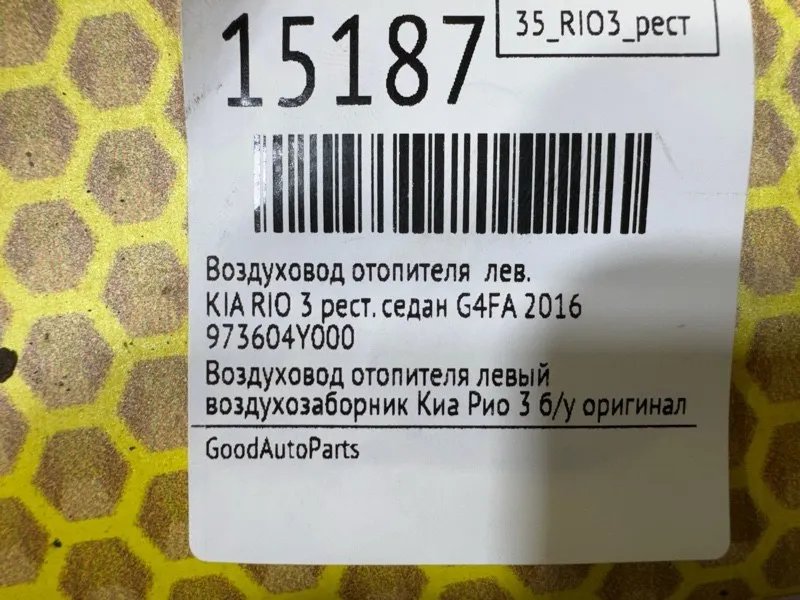 15187
35_RIO3_рест
Воздуховод отопителя лев.
KIA RIO 3 рест. седан G4FA 2016
973604Y000
Воздуховод отопителя левый
воздухозаборник Киа Рио 3 б/у оригинал
GoodAutoParts